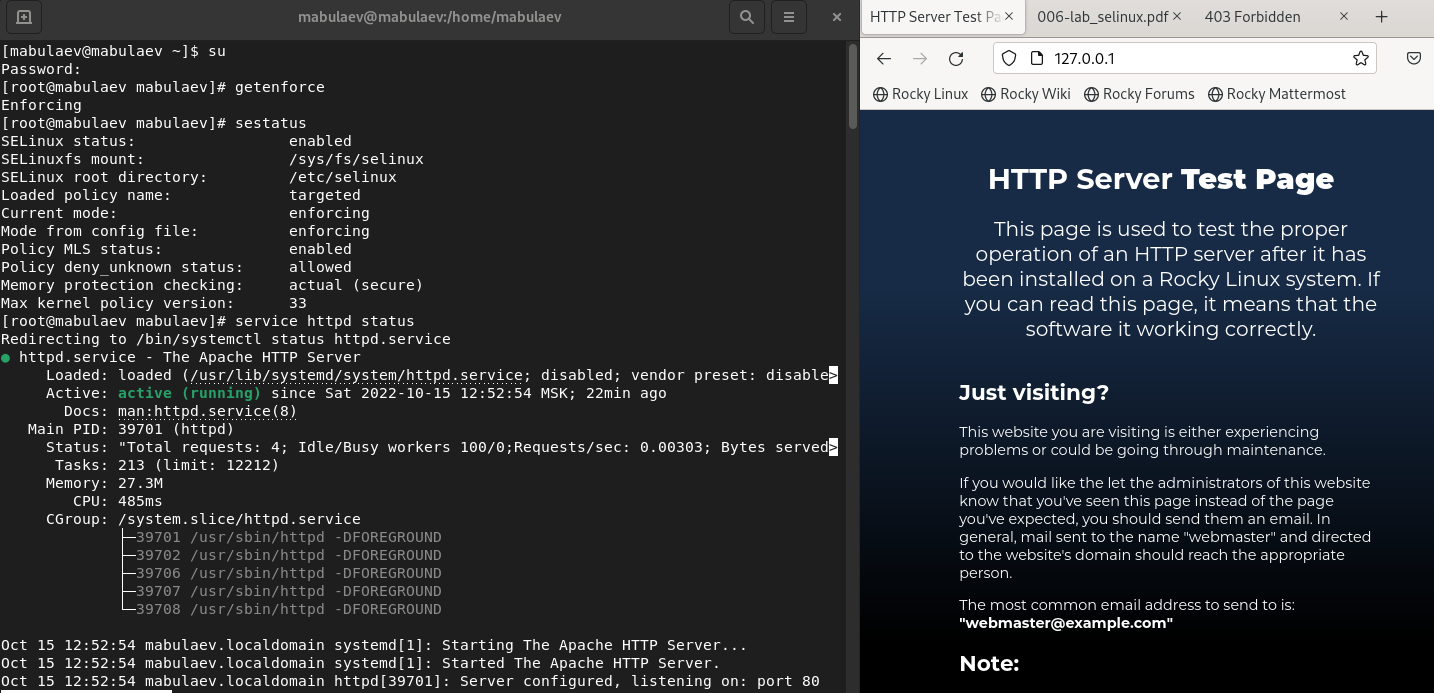 mabulaev@mabulaev:/home/mabulaev
[mabulaev@mabulaev ~]$ su
Password:
[root@mabulaev mabulaev]# getenforce
Enforcing
[root@mabulaev mabulaev]# sestatus
SELinux status:                 enabled
SELinuxfs mount:                /sys/fs/selinux
SELinux root directory:         /etc/selinux
Loaded policy name:             targeted
Current mode:                   enforcing
Mode from config file:          enforcing
Policy MLS status:              enabled
Policy deny_unknown status:     allowed
Memory protection checking:     actual (secure)
Max kernel policy version:      33
[root@mabulaev mabulaev]# service httpd status
Redirecting to /bin/systemctl status httpd.service
● httpd.service - The Apache HTTP Server
     Loaded: loaded (/usr/lib/systemd/system/httpd.service; disabled; vendor preset: disable>
     Active: active (running) since Sat 2022-10-15 12:52:54 MSK; 22min ago
       Docs: man:httpd.service(8)
   Main PID: 39701 (httpd)
     Status: "Total requests: 4; Idle/Busy workers 100/0;Requests/sec: 0.00303; Bytes served>
      Tasks: 213 (limit: 12212)
     Memory: 27.3M
        CPU: 485ms
     CGroup: /system.slice/httpd.service
             ├─39701 /usr/sbin/httpd -DFOREGROUND
             ├─39702 /usr/sbin/httpd -DFOREGROUND
             ├─39706 /usr/sbin/httpd -DFOREGROUND
             ├─39707 /usr/sbin/httpd -DFOREGROUND
             └─39708 /usr/sbin/httpd -DFOREGROUND
Oct 15 12:52:54 mabulaev.localdomain systemd[1]: Starting The Apache HTTP Server...
Oct 15 12:52:54 mabulaev.localdomain systemd[1]: Started The Apache HTTP Server.
Oct 15 12:52:54 mabulaev.localdomain httpd[39701]: Server configured, listening on: port 80
HTTP Server Test Pa
006-lab_selinux.pdf
403 Forbidden
127.0.0.1
Rocky Linux
Rocky Wiki
Rocky Forums
Rocky Mattermost
HTTP Server Test Page
This page is used to test the proper
operation of an HTTP server after it has
been installed on a Rocky Linux system. If
you can read this page, it means that the
software it working correctly.
Just visiting?
This website you are visiting is either experiencing
problems or could be going through maintenance.
If you would like the let the administrators of this website
know that you've seen this page instead of the page
you've expected, you should send them an email. In
general, mail sent to the name "webmaster" and directed
to the website's domain should reach the appropriate
person.
The most common email address to send to is:
"webmaster@example.com"
Note: